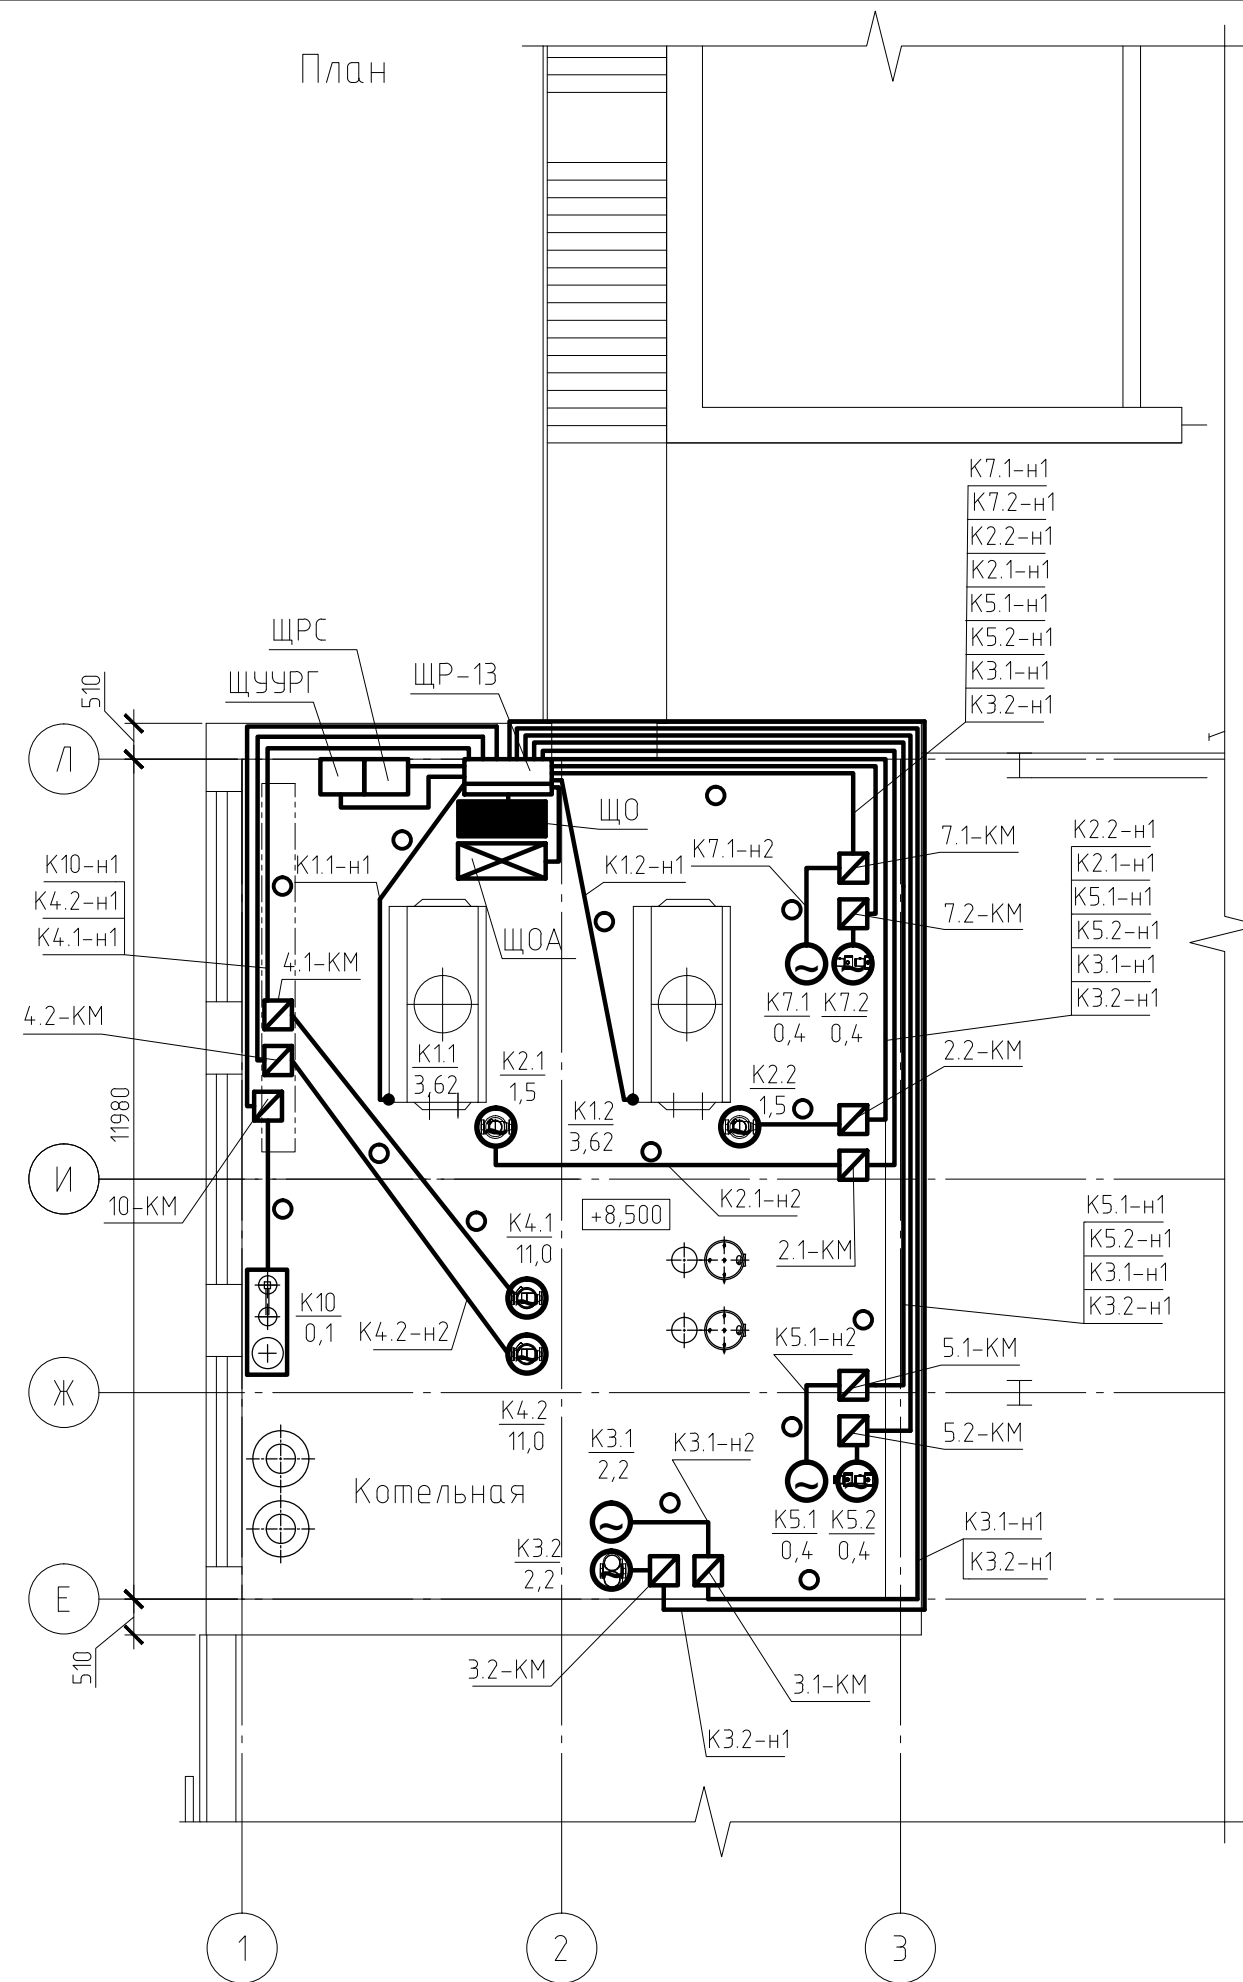 План
К7.1-н1
К7.2-н1
К2.2-н1
К2.1-н1
К5.1-н1
К5.2-н1
К3.1-н1
К3.2-н1
ЩРС
ЩУУРГ
ЩР-13
510
Л
ЩО
7.1-КМ
К2.2-н1
К2.1-н1
К5.1-н1
К5.2-н1
К3.1-н1
К3.2-н1
К10-н1
К4.2-н1
К4.1-н1
К1.1-н1
К1.2-н1
К7.1-н2
7.2-КМ
ЩОА
4.1-КМ
4.2-КМ
К7.1
0,4
К7.2
0,4
2.2-КМ
К1.1
3,62
К2.1
1,5
К2.2
1,5
К1.2
3,62
11980
И
10-КМ
К2.1-н2
+8,500
К4.1
11,0
2.1-КМ
К5.1-н1
К5.2-н1
К3.1-н1
К3.2-н1
К10
0,1
К4.2-н2
К5.1-н2
5.1-КМ
Ж
К4.2
11,0
К3.1
2,2
К3.1-н2
5.2-КМ
Котельная
К5.1
0,4
К5.2
0,4
К3.1-н1
К3.2-н1
К3.2
2,2
Е
510
3.2-КМ
3.1-КМ
К3.2-н1
1
2
3